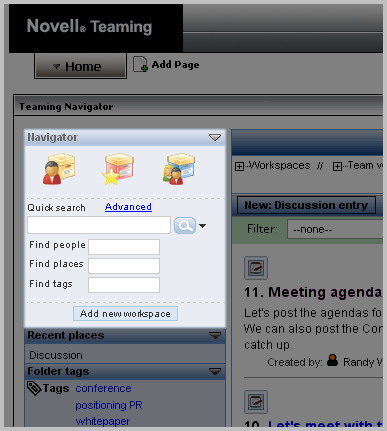 Novell® Teaming
Home
Add Page
Teaming Navigator
Navigator
Quick search Advanced
Find people
Find places
Find tags
Add new workspace
Recent places
Discussion
Folder tags
Tags conference
positioning PR
whitepaper
Workspaces // Team
New: Discussion entry
Filter: --none--
11. Meeting agenda
Let's post the agendas fo
We can also post the Con
catch up.
Created by: Randy W
10. Let's meet with t